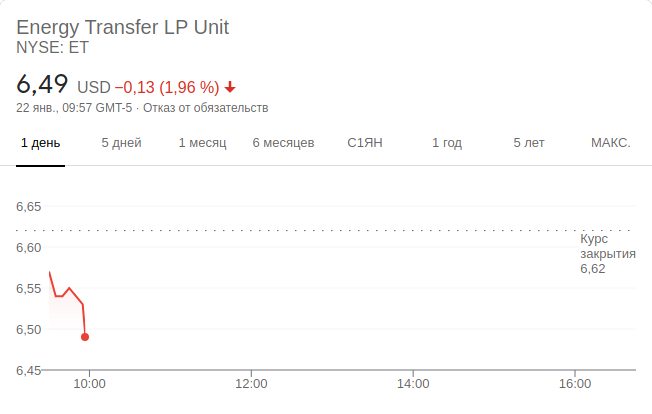 Energy Transfer LP Unit
NYSE: ET
6,49 USD −0,13 (1,96 %)
22 янв., 09:57 GMT-5 · Отказ от обязательств
1 день 5 дней 1 месяц 6 месяцев С1ЯН 1 год 5 лет МАКС.
6,65
6,60
6,55
6,50
6,45
Курс
закрытия
6,62
10:00 12:00 14:00 16:00